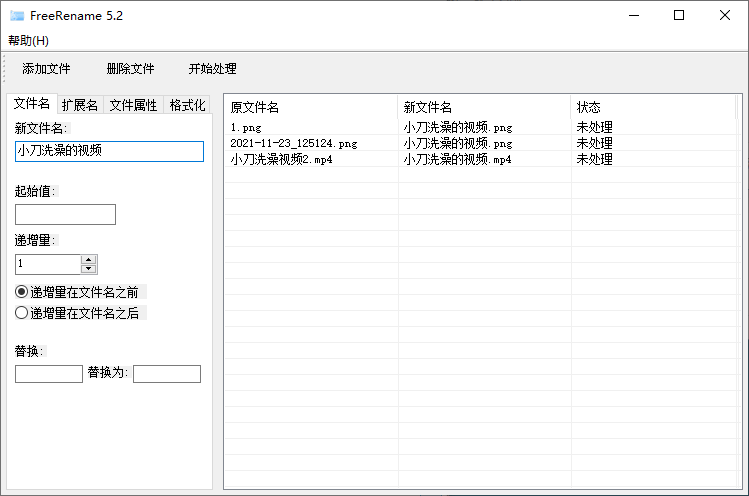 FreeRename 5.2
帮助(H)
添加文件 删除文件 开始处理
文件名 扩展名 文件属性 格式化
新文件名:
小刀洗澡的视频
起始值:
递增量:
1
递增量在文件名之前
递增量在文件名之后
替换:
替换为:
原文件名 新文件名 状态
1.png 小刀洗澡的视频.png 未处理
2021-11-23_125124.png 小刀洗澡的视频.png 未处理
小刀洗澡视频2.mp4 小刀洗澡的视频.mp4 未处理